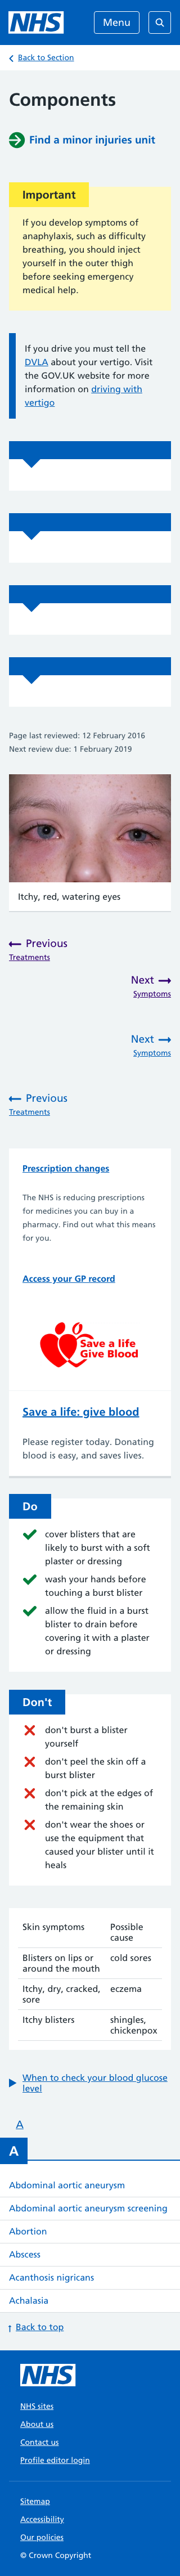 NHS
Menu
Back to Section
Components
Find a minor injuries unit
Important
If you develop symptoms of
anaphylaxis, such as difficulty
breathing, you should inject
yourself in the outer thigh
before seeking emergency
medical help.
If you drive you must tell the
DVLA about your vertigo. Visit
the GOV.UK website for more
information on driving with
vertigo
Page last reviewed: 12 February 2016
Next review due: 1 February 2019
Itchy, red, watering eyes
Previous
Treatments
Next
Symptoms
Next
Symptoms
Previous
Treatments
Prescription changes
The NHS is reducing prescriptions
for medicines you can buy in a
pharmacy. Find out what this means
for you.
Access your GP record
Save a life
Give Blood
Save a life: give blood
Please register today. Donating
blood is easy, and saves lives.
Do
cover blisters that are
likely to burst with a soft
plaster or dressing
wash your hands before
touching a burst blister
allow the fluid in a burst
blister to drain before
covering it with a plaster
or dressing
Don't
don't burst a blister
yourself
don't peel the skin off a
burst blister
don't pick at the edges of
the remaining skin
don't wear the shoes or
use the equipment that
caused your blister until it
heals
Skin symptoms Possible
cause
Blisters on lips or cold sores
around the mouth
Itchy, dry, cracked, eczema
sore
Itchy blisters shingles,
chickenpox
When to check your blood glucose
level
A
A
Abdominal aortic aneurysm
Abdominal aortic aneurysm screening
Abortion
Abscess
Acanthosis nigricans
Achalasia
Back to top
NHS
NHS sites
About us
Contact us
Profile editor login
Sitemap
Accessibility
Our policies
© Crown Copyright